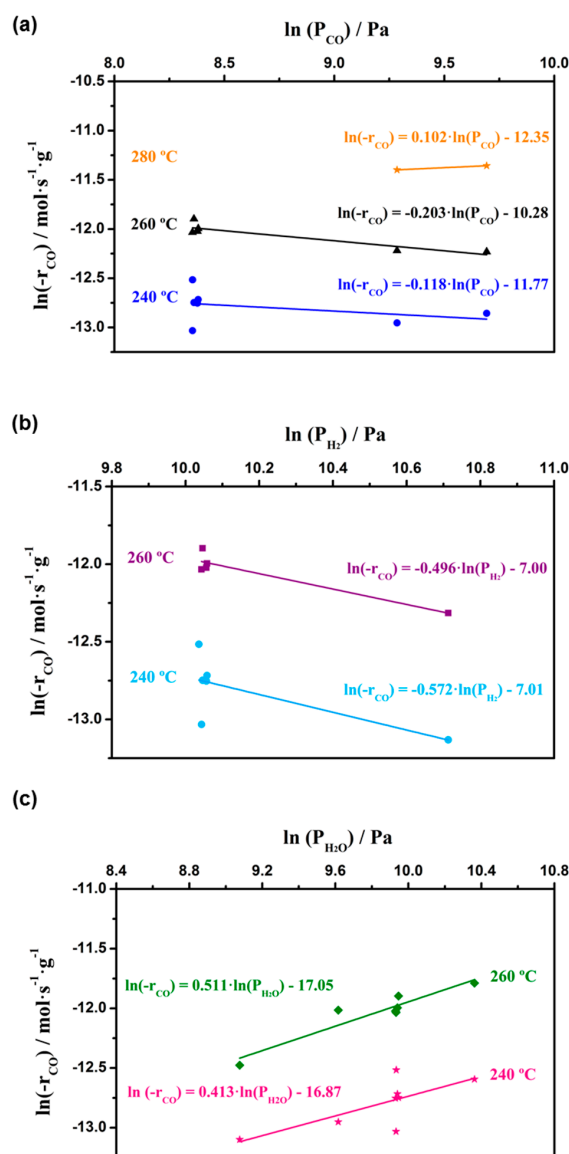 (a)
ln (P_CO) / Pa
8.0 8.5 9.0 9.5 10.0
-10.5
-11.0
-11.5
-12.0
-12.5
-13.0
ln(-r_CO) / mol·s⁻¹·g⁻¹
280 ºC
ln(-r_CO) = 0.102·ln(P_CO) - 12.35
260 ºC
ln(-r_CO) = -0.203·ln(P_CO) - 10.28
240 ºC
ln(-r_CO) = -0.118·ln(P_CO) - 11.77
(b)
ln (P_H₂) / Pa
9.8 10.0 10.2 10.4 10.6 10.8 11.0
-11.5
-12.0
-12.5
-13.0
ln(-r_CO) / mol·s⁻¹·g⁻¹
260 ºC
ln(-r_CO) = -0.496·ln(P_H₂) - 7.00
240 ºC
ln(-r_CO) = -0.572·ln(P_H₂) - 7.01
(c)
ln (P_H₂O) / Pa
8.4 8.8 9.2 9.6 10.0 10.4 10.8
-11.0
-11.5
-12.0
-12.5
-13.0
ln(-r_CO) / mol·s⁻¹·g⁻¹
260 ºC
ln(-r_CO) = 0.511·ln(P_H₂O) - 17.05
240 ºC
ln (-r_CO) = 0.413·ln(P_H2O) - 16.87